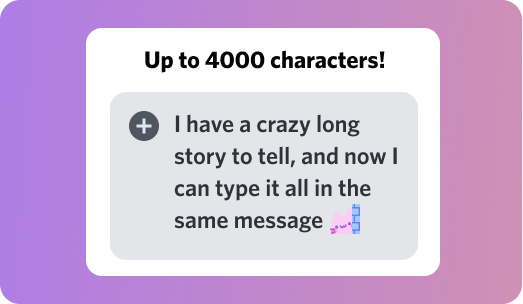 Up to 4000 characters!
I have a crazy long
story to tell, and now I
can type it all in the
same message